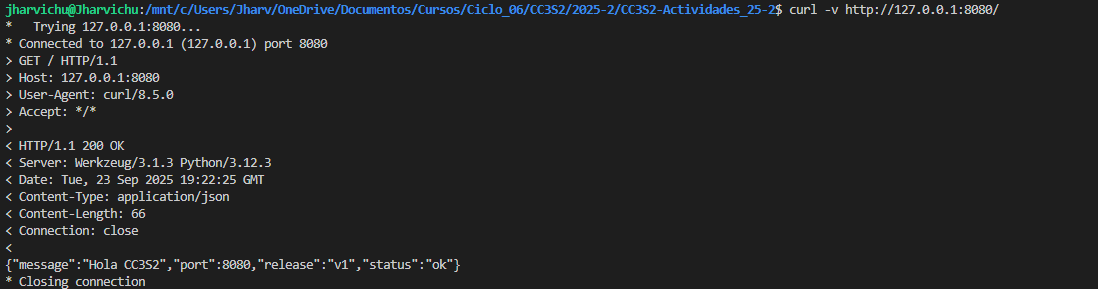 jharvichu@Jharvichu:/mnt/c/Users/Jharv/OneDrive/Documentos/Cursos/Ciclo_06/CC3S2/2025-2/CC3S2-Actividades_25-2$ curl -v http://127.0.0.1:8080/
*   Trying 127.0.0.1:8080...
* Connected to 127.0.0.1 (127.0.0.1) port 8080
> GET / HTTP/1.1
> Host: 127.0.0.1:8080
> User-Agent: curl/8.5.0
> Accept: */*
>
< HTTP/1.1 200 OK
< Server: Werkzeug/3.1.3 Python/3.12.3
< Date: Tue, 23 Sep 2025 19:22:25 GMT
< Content-Type: application/json
< Content-Length: 66
< Connection: close
<
{"message":"Hola CC3S2","port":8080,"release":"v1","status":"ok"}
* Closing connection